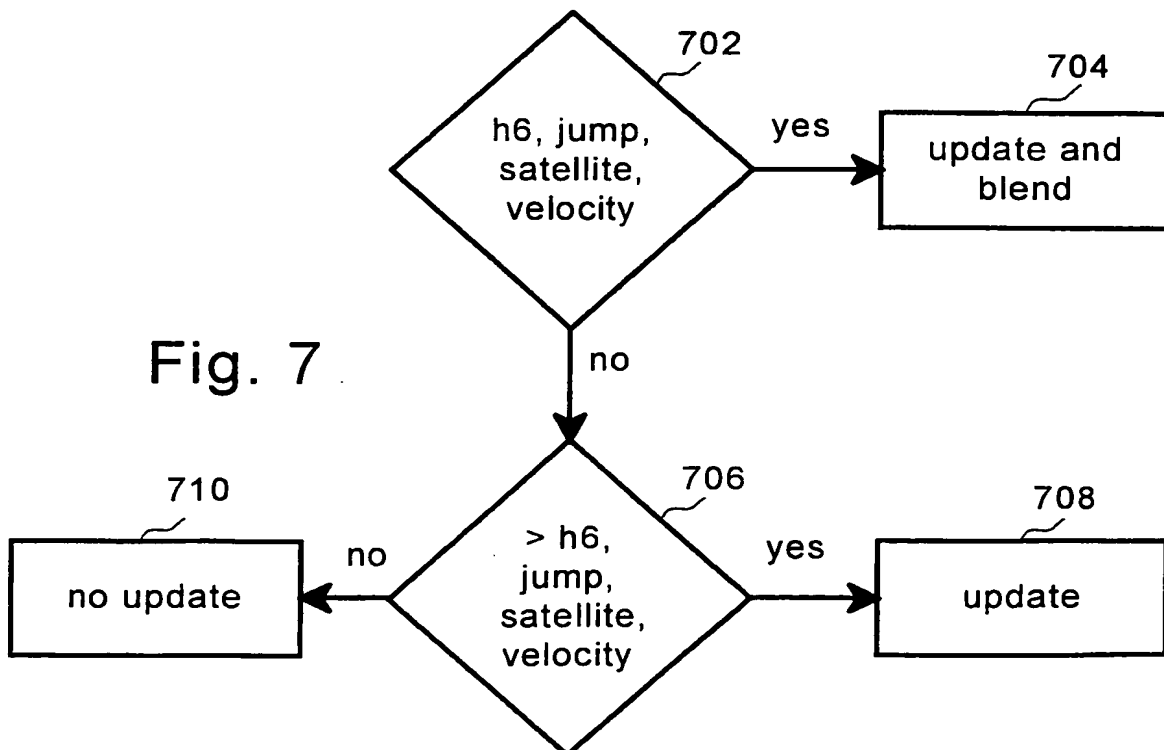 702
h6, jump,
satellite,
velocity
yes
704
update and
blend
no
Fig. 7
706
> h6,
jump,
satellite,
velocity
yes
708
update
no
710
no update